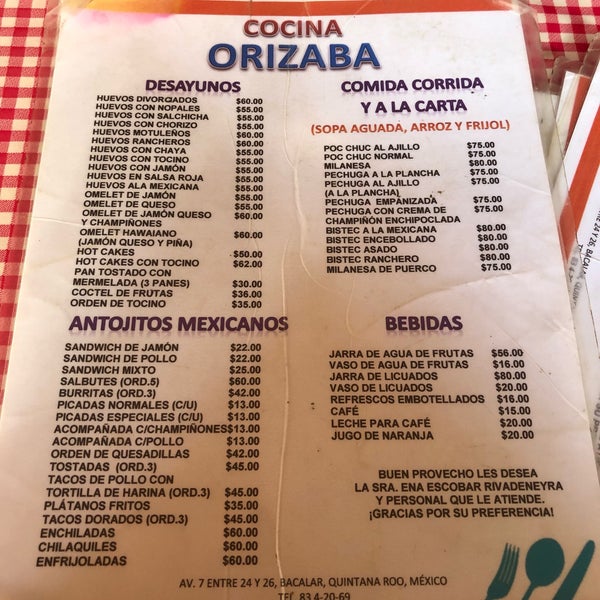 COCINA
ORIZABA
DESAYUNOS
HUEVOS DIVORCIADOS $60.00
HUEVOS CON NOPALES $55.00
HUEVOS CON SALCHICHA $55.00
HUEVOS CON CHORIZO $55.00
HUEVOS MOTULEÑOS $60.00
HUEVOS RANCHEROS $60.00
HUEVOS CON CHAYA $55.00
HUEVOS CON TOCINO $55.00
HUEVOS CON JAMÓN $55.00
HUEVOS EN SALSA ROJA $55.00
HUEVOS ALA MEXICANA $55.00
OMELET DE JAMÓN $55.00
OMELET DE QUESO $55.00
OMELET DE JAMÓN QUESO $60.00
Y CHAMPIÑONES
OMELET HAWAIANO $60.00
(JAMÓN QUESO Y PIÑA)
HOT CAKES $50.00
HOT CAKES CON TOCINO $62.00
PAN TOSTADO CON
MERMELADA (3 PANES) $30.00
COCTEL DE FRUTAS $36.00
ORDEN DE TOCINO $35.00
COMIDA CORRIDA
Y A LA CARTA
(SOPA AGUADA, ARROZ Y FRIJOL)
POC CHUC AL AJILLO $75.00
POC CHUC NORMAL $75.00
MILANESA $80.00
PECHUGA A LA PLANCHA $75.00
PECHUGA AL AJILLO $75.00
(A LA PLANCHA)
PECHUGA EMPANIZADA $75.00
PECHUGA CON CREMA DE $75.00
CHAMPIÑÓN ENCHIPOCLADA
BISTEC A LA MEXICANA $80.00
BISTEC ENCEBOLLADO $80.00
BISTEC ASADO $80.00
BISTEC RANCHERO $80.00
MILANESA DE PUERCO $75.00
ANTOJITOS MEXICANOS
SANDWICH DE JAMÓN $22.00
SANDWICH DE POLLO $22.00
SANDWICH MIXTO $25.00
SALBUTES (ORD.5) $60.00
BURRITAS (ORD.3) $42.00
PICADAS NORMALES (C/U) $13.00
PICADAS ESPECIALES (C/U) $13.00
ACOMPAÑADA C/CHAMPIÑONES $13.00
ACOMPAÑADA C/POLLO $13.00
ORDEN DE QUESADILLAS $42.00
TOSTADAS (ORD.3) $45.00
TACOS DE POLLO CON
TORTILLA DE HARINA (ORD.3) $45.00
PLÁTANOS FRITOS $35.00
TACOS DORADOS (ORD.3) $45.00
ENCHILADAS $60.00
CHILAQUILES $60.00
ENFRIJOLADAS $60.00
BEBIDAS
JARRA DE AGUA DE FRUTAS $56.00
VASO DE AGUA DE FRUTAS $16.00
JARRA DE LICUADOS $80.00
VASO DE LICUADOS $20.00
REFRESCOS EMBOTELLADOS $16.00
CAFÉ $15.00
LECHE PARA CAFÉ $20.00
JUGO DE NARANJA $20.00
BUEN PROVECHO LES DESEA
LA SRA. ENA ESCOBAR RIVADENEYRA
Y PERSONAL QUE LE ATIENDE.
¡GRACIAS POR SU PREFERENCIA!
AV. 7 ENTRE 24 Y 26, BACALAR, QUINTANA ROO, MÉXICO
TEL. 83 4-20-69